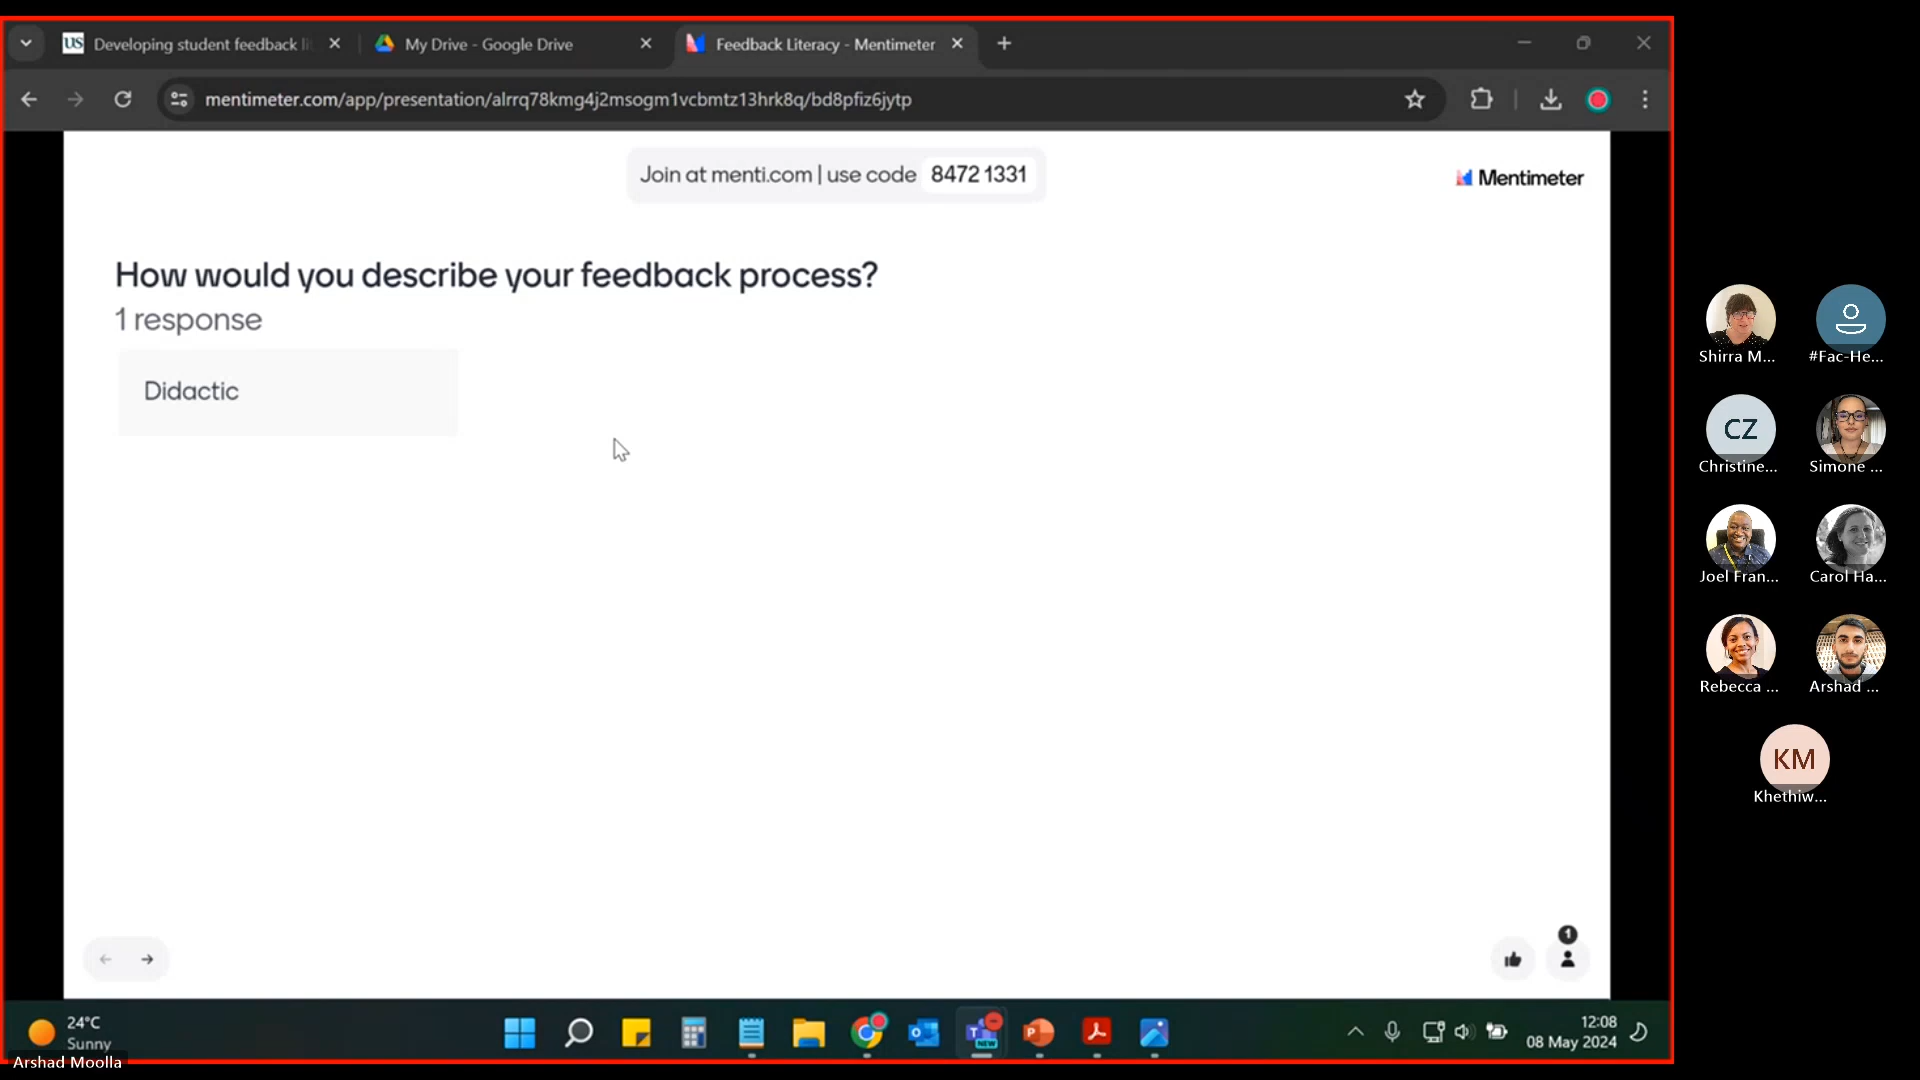 US Developing student feedback li
My Drive - Google Drive
Feedback Literacy - Mentimeter
mentimeter.com/app/presentation/alrrq78kmg4j2msogm1vcbmtz13hrk8q/bd8pfiz6jytp
Join at menti.com | use code 8472 1331
Mentimeter
How would you describe your feedback process?
1 response
Didactic
1
Shirra M...
#Fac-He...
CZ
Christine...
Simone ...
Joel Fran...
Carol Ha...
Rebecca ...
Arshad ...
KM
Khethiw...
24°C
Sunny
NEW
12:08
08 May 2024
Arshad Moolla